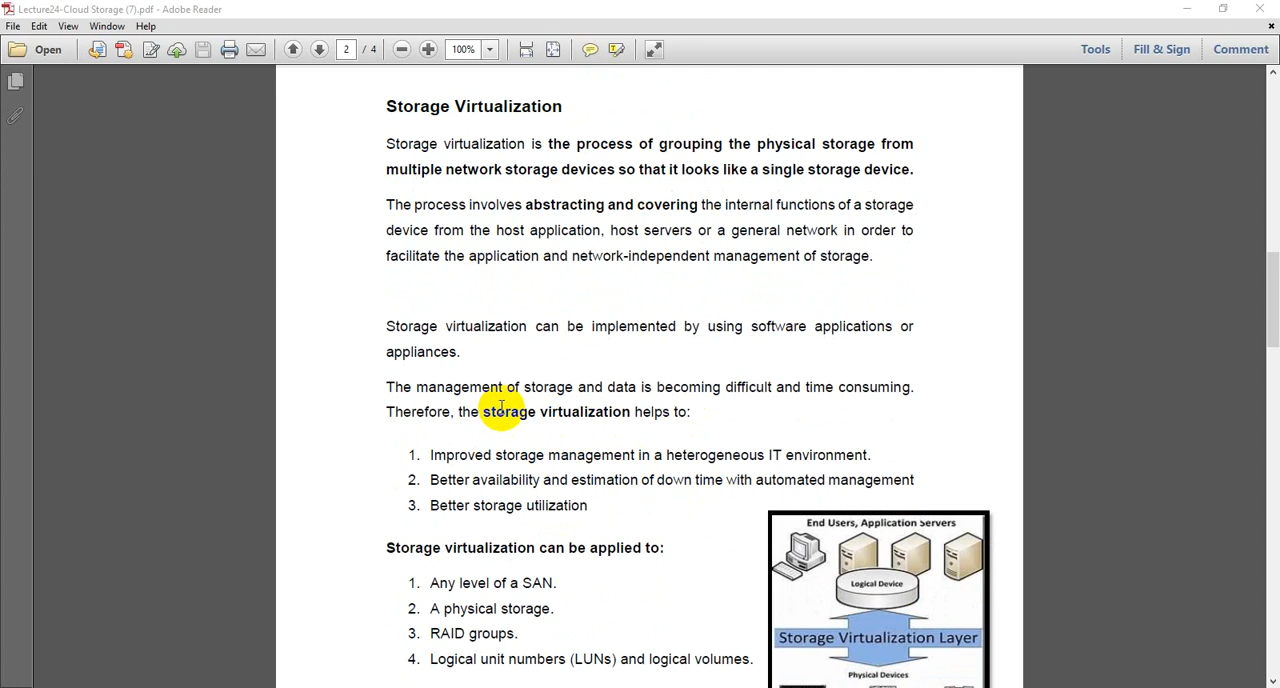 Lecture24-Cloud Storage (7).pdf - Adobe Reader
File Edit View Window Help
Open 2 / 4 100% Tools Fill & Sign Comment
Storage Virtualization
Storage virtualization is the process of grouping the physical storage from
multiple network storage devices so that it looks like a single storage device.
The process involves abstracting and covering the internal functions of a storage
device from the host application, host servers or a general network in order to
facilitate the application and network-independent management of storage.
Storage virtualization can be implemented by using software applications or
appliances.
The management of storage and data is becoming difficult and time consuming.
Therefore, the storage virtualization helps to:
1. Improved storage management in a heterogeneous IT environment.
2. Better availability and estimation of down time with automated management
3. Better storage utilization
Storage virtualization can be applied to:
1. Any level of a SAN.
2. A physical storage.
3. RAID groups.
4. Logical unit numbers (LUNs) and logical volumes.
End Users, Application Servers
Logical Device
Storage Virtualization Layer
Physical Devices